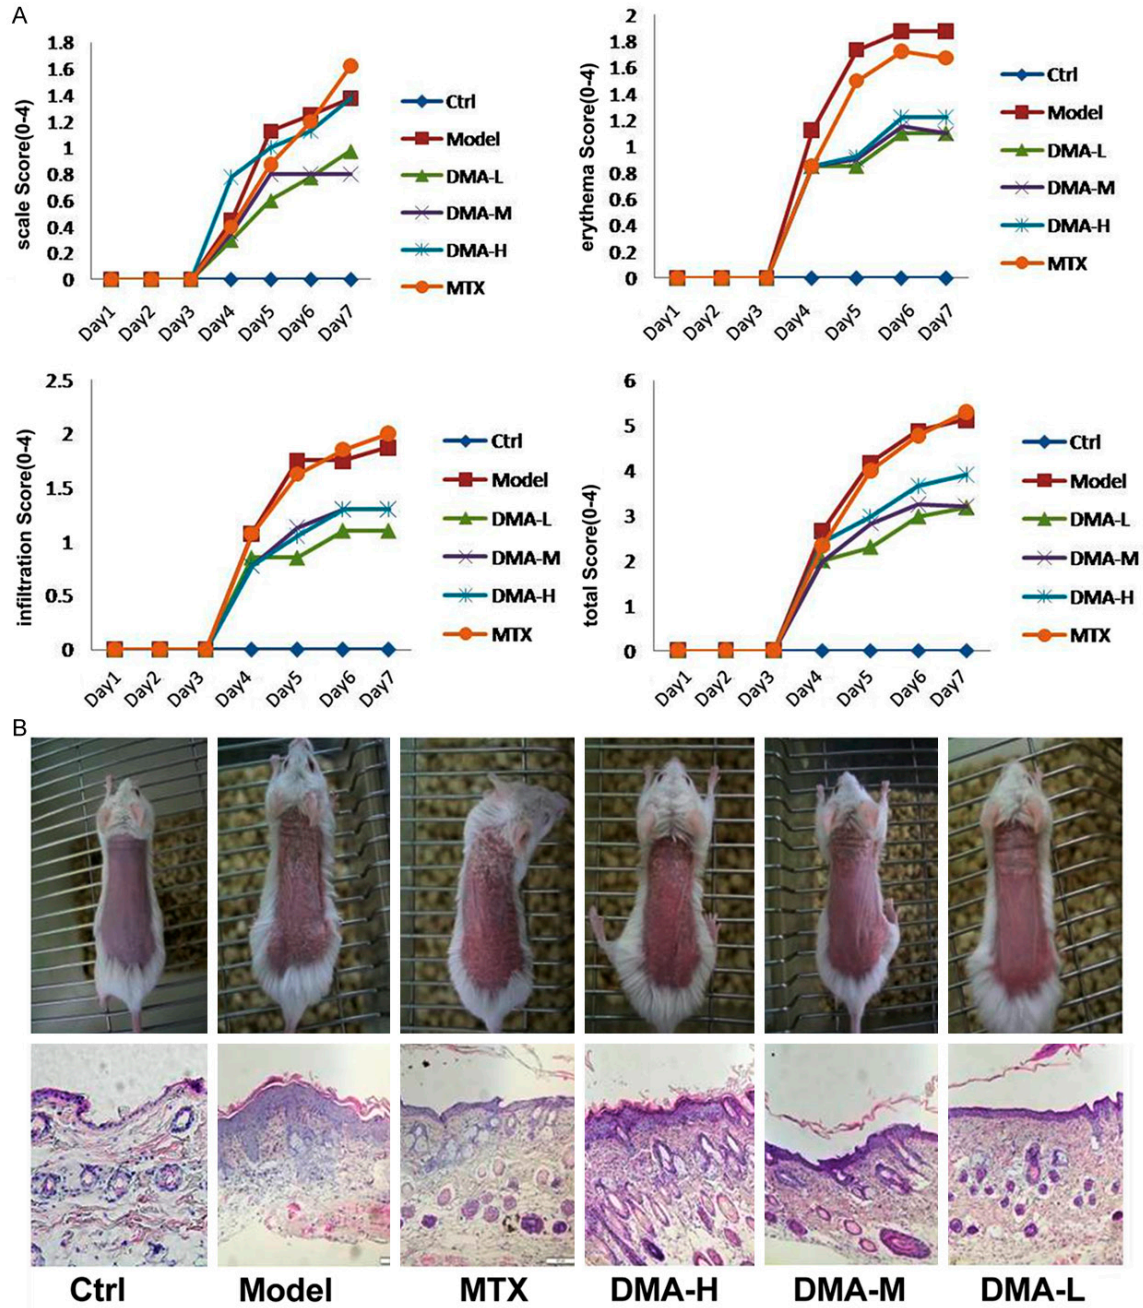 A
scale Score(0-4)
1.8
1.6
1.4
1.2
1
0.8
0.6
0.4
0.2
0
Day1
Day2
Day3
Day4
Day5
Day6
Day7
Ctrl
Model
DMA-L
DMA-M
DMA-H
MTX
erythema Score(0-4)
2
1.8
1.6
1.4
1.2
1
0.8
0.6
0.4
0.2
0
Day1
Day2
Day3
Day4
Day5
Day6
Day7
Ctrl
Model
DMA-L
DMA-M
DMA-H
MTX
infiltration Score(0-4)
2.5
2
1.5
1
0.5
0
Day1
Day2
Day3
Day4
Day5
Day6
Day7
Ctrl
Model
DMA-L
DMA-M
DMA-H
MTX
total Score(0-4)
6
5
4
3
2
1
0
Day1
Day2
Day3
Day4
Day5
Day6
Day7
Ctrl
Model
DMA-L
DMA-M
DMA-H
MTX
B
Ctrl
Model
MTX
DMA-H
DMA-M
DMA-L